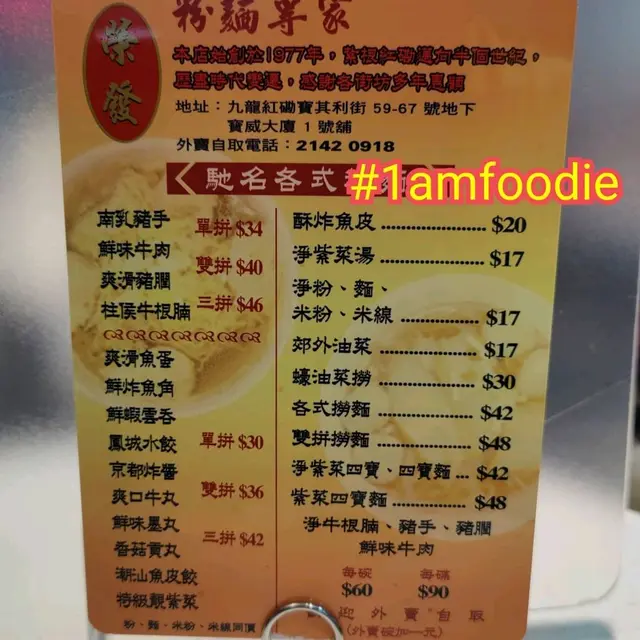 榮發
粉麵專家
本店始創於1977年，紮根紅磡邁向半個世紀，
歷盡時代變遷，感謝各街坊多年惠顧
地址：九龍紅磡寶其利街 59-67 號地下
寶威大廈 1 號舖
外賣自取電話：2142 0918
馳名各式
#1amfoodie
南乳豬手
鮮味牛肉
爽滑豬膶
柱侯牛根腩
單拼 $34
雙拼 $40
三拼 $46
爽滑魚蛋
鮮炸魚角
鮮蝦雲吞
鳳城水餃
京都炸醬
爽口牛丸
鮮味墨丸
香菇貢丸
潮汕魚皮餃
特級靚紫菜
單拼 $30
雙拼 $36
三拼 $42
粉、麵、米粉、米線同價
酥炸魚皮 $20
淨紫菜湯 $17
淨粉、麵、
米粉、米線 $17
郊外油菜 $17
蠔油菜撈 $30
各式撈麵 $42
雙拼撈麵 $48
淨紫菜四寶、四寶麵 $42
紫菜四寶麵 $48
淨牛根腩、豬手、豬膶
鮮味牛肉
每碗 每碼
$60 $90
迎外賣自取
(外賣碗加一元)